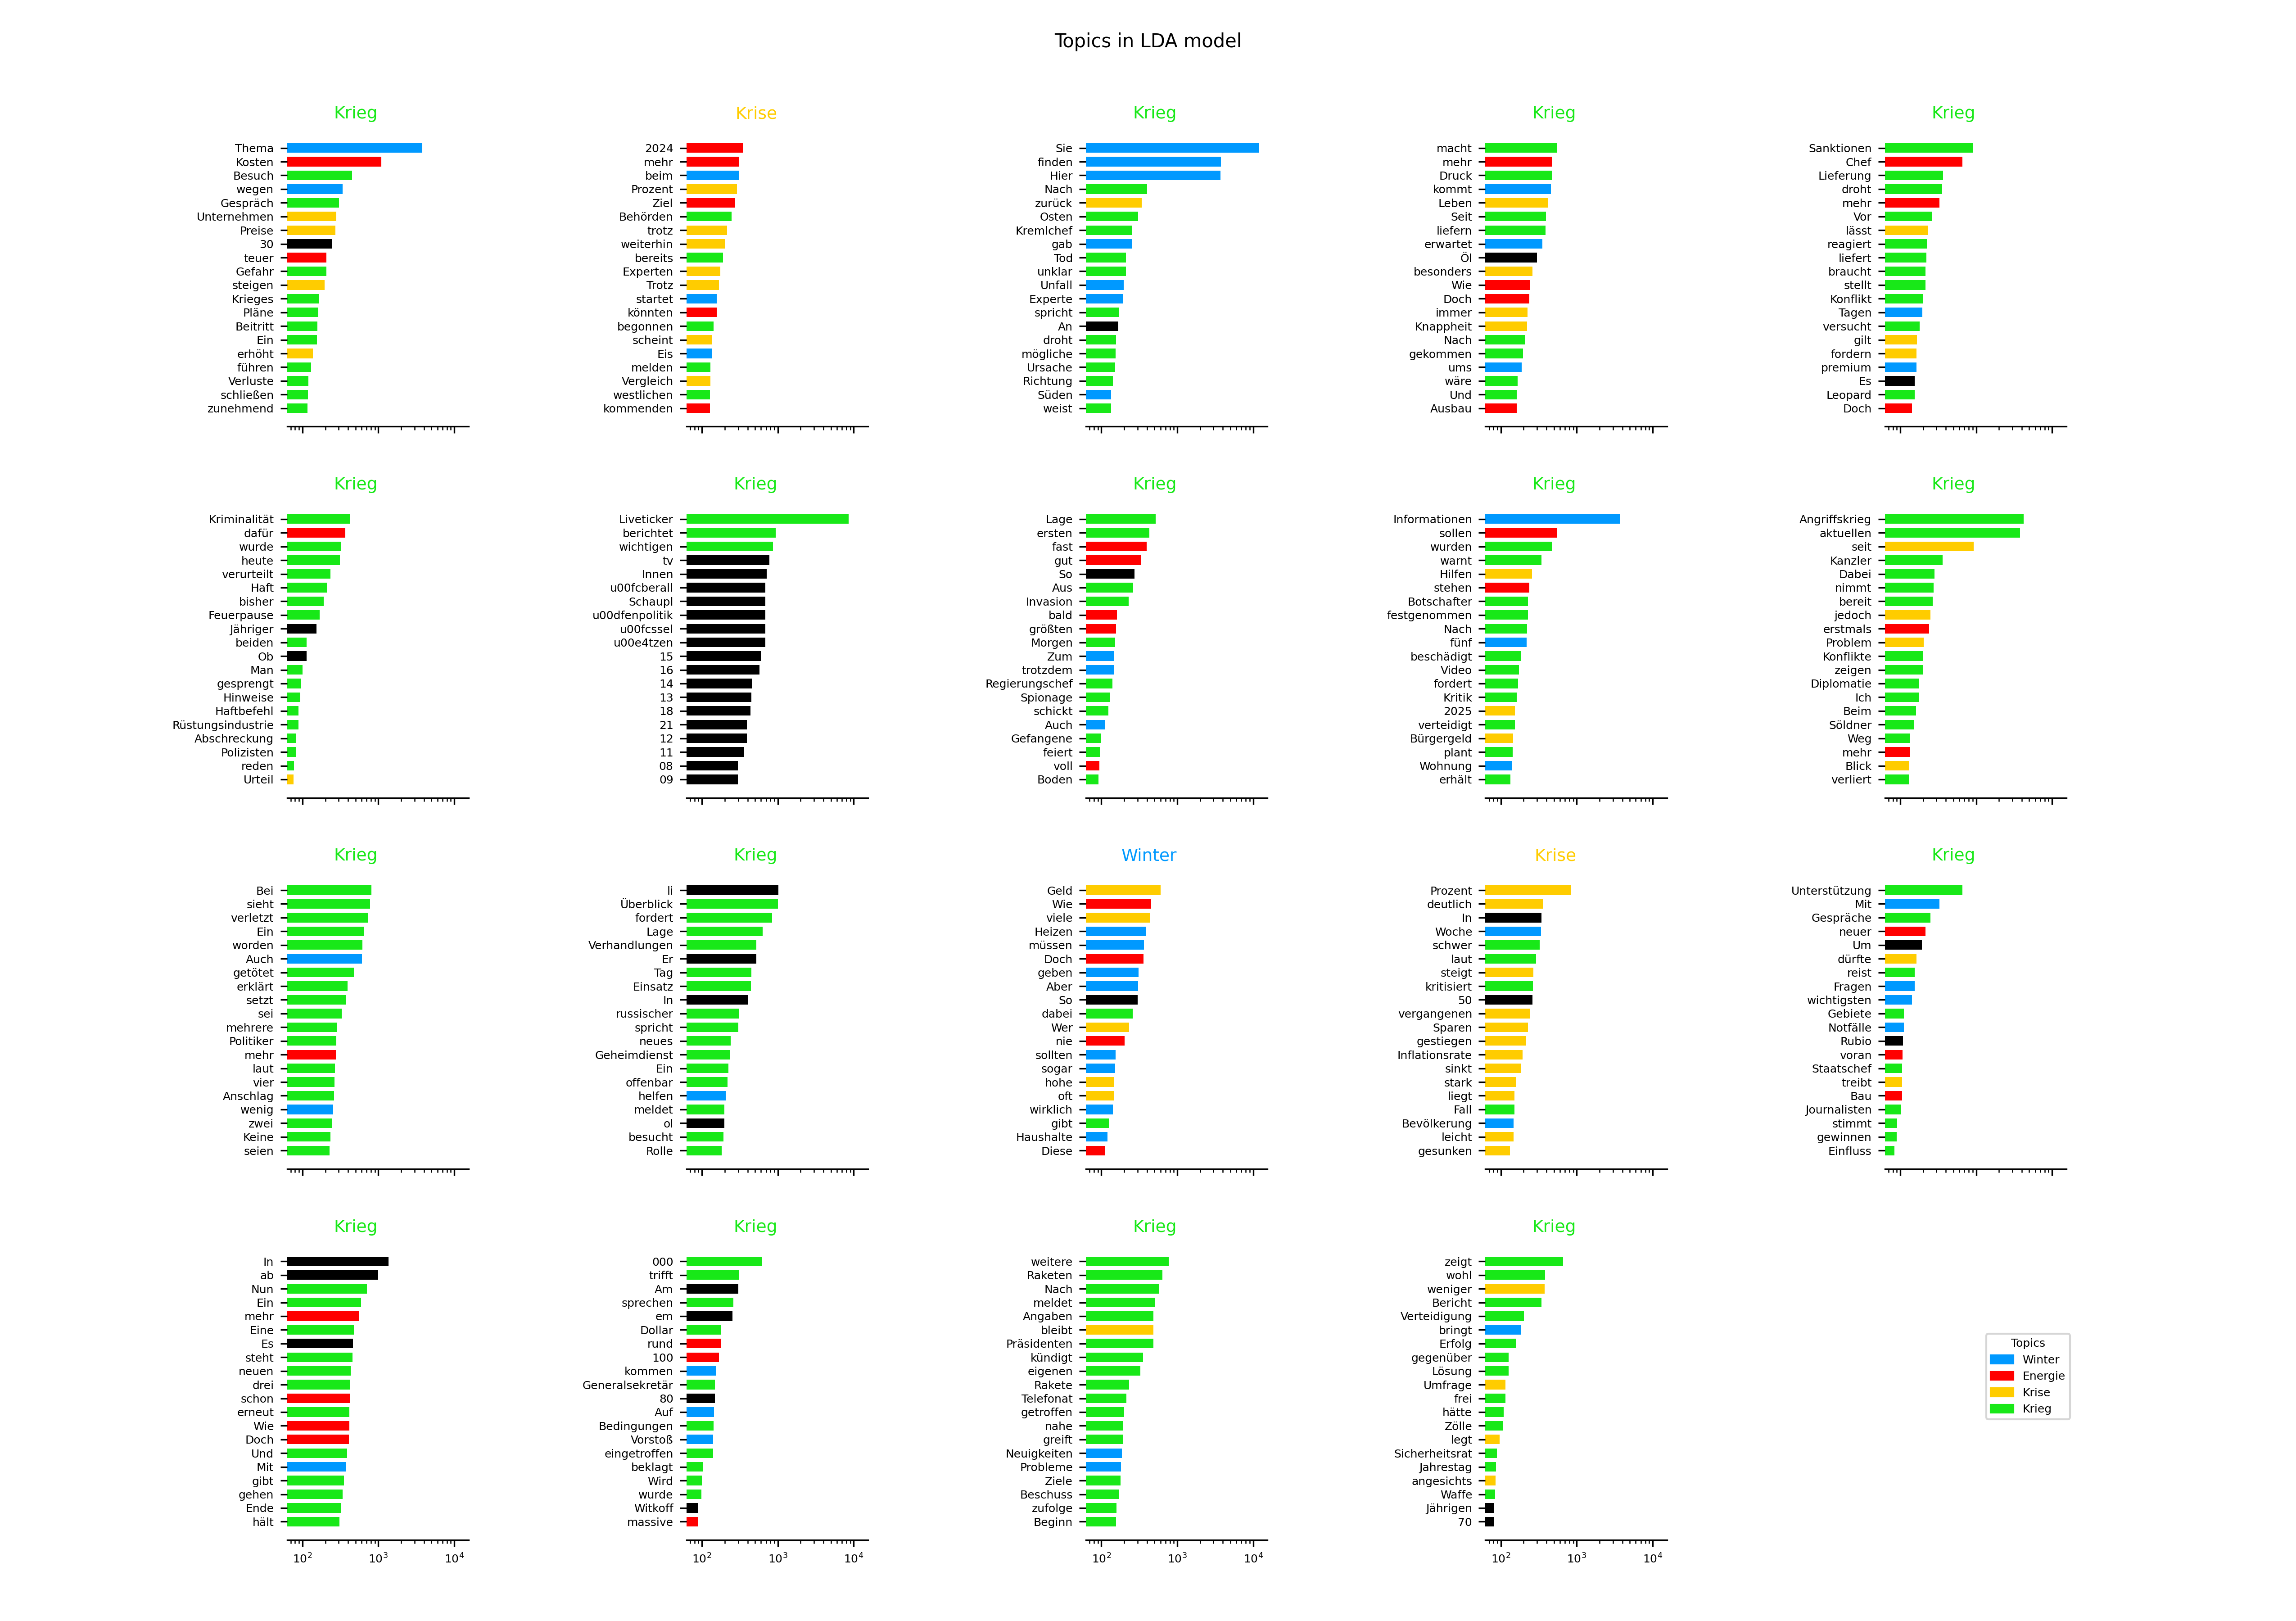 Topics in LDA model
Krieg
Thema
Kosten
Besuch
wegen
Gespräch
Unternehmen
Preise
30
teuer
Gefahr
steigen
Krieges
Pläne
Beitritt
Ein
erhöht
führen
Verluste
schließen
zunehmend
Krise
2024
mehr
beim
Prozent
Ziel
Behörden
trotz
weiterhin
bereits
Experten
Trotz
startet
könnten
begonnen
scheint
Eis
melden
Vergleich
westlichen
kommenden
Krieg
Sie
finden
Hier
Nach
zurück
Osten
Kremlchef
gab
Tod
unklar
Unfall
Experte
spricht
An
droht
mögliche
Ursache
Richtung
Süden
weist
Krieg
macht
mehr
Druck
kommt
Leben
Seit
liefern
erwartet
Öl
besonders
Wie
Doch
immer
Knappheit
Nach
gekommen
ums
wäre
Und
Ausbau
Krieg
Sanktionen
Chef
Lieferung
droht
mehr
Vor
lässt
reagiert
liefert
braucht
stellt
Konflikt
Tagen
versucht
gilt
fordern
premium
Es
Leopard
Doch
Krieg
Kriminalität
dafür
wurde
heute
verurteilt
Haft
bisher
Feuerpause
Jähriger
beiden
Ob
Man
gesprengt
Hinweise
Haftbefehl
Rüstungsindustrie
Abschreckung
Polizisten
reden
Urteil
Krieg
Liveticker
berichtet
wichtigen
tv
Innen
u00fcberall
Schaupl
u00dfenpolitik
u00fcssel
u00e4tzen
15
16
14
13
18
21
12
11
08
09
Krieg
Lage
ersten
fast
gut
So
Aus
Invasion
bald
größten
Morgen
Zum
trotzdem
Regierungschef
Spionage
schickt
Auch
Gefangene
feiert
voll
Boden
Krieg
Informationen
sollen
wurden
warnt
Hilfen
stehen
Botschafter
festgenommen
Nach
fünf
beschädigt
Video
fordert
Kritik
2025
verteidigt
Bürgergeld
plant
Wohnung
erhält
Krieg
Angriffskrieg
aktuellen
seit
Kanzler
Dabei
nimmt
bereit
jedoch
erstmals
Problem
Konflikte
zeigen
Diplomatie
Ich
Beim
Söldner
Weg
mehr
Blick
verliert
Krieg
Bei
sieht
verletzt
Ein
worden
Auch
getötet
erklärt
setzt
sei
mehrere
Politiker
mehr
laut
vier
Anschlag
wenig
zwei
Keine
seien
Krieg
li
Überblick
fordert
Lage
Verhandlungen
Er
Tag
Einsatz
In
russischer
spricht
neues
Geheimdienst
Ein
offenbar
helfen
meldet
ol
besucht
Rolle
Winter
Geld
Wie
viele
Heizen
müssen
Doch
geben
Aber
So
dabei
Wer
nie
sollten
sogar
hohe
oft
wirklich
gibt
Haushalte
Diese
Krise
Prozent
deutlich
In
Woche
schwer
laut
steigt
kritisiert
50
vergangenen
Sparen
gestiegen
Inflationsrate
sinkt
stark
liegt
Fall
Bevölkerung
leicht
gesunken
Krieg
Unterstützung
Mit
Gespräche
neuer
Um
dürfte
reist
Fragen
wichtigsten
Gebiete
Notfälle
Rubio
voran
Staatschef
treibt
Bau
Journalisten
stimmt
gewinnen
Einfluss
Krieg
In
ab
Nun
Ein
mehr
Eine
Es
steht
neuen
drei
schon
erneut
Wie
Doch
Und
Mit
gibt
gehen
Ende
hält
10² 10³ 10⁴
Krieg
000
trifft
Am
sprechen
em
Dollar
rund
100
kommen
Generalsekretär
80
Auf
Bedingungen
Vorstoß
eingetroffen
beklagt
Wird
wurde
Witkoff
massive
10² 10³ 10⁴
Krieg
weitere
Raketen
Nach
meldet
Angaben
bleibt
Präsidenten
kündigt
eigenen
Rakete
Telefonat
getroffen
nahe
greift
Neuigkeiten
Probleme
Ziele
Beschuss
zufolge
Beginn
10² 10³ 10⁴
Krieg
zeigt
wohl
weniger
Bericht
Verteidigung
bringt
Erfolg
gegenüber
Lösung
Umfrage
frei
hätte
Zölle
legt
Sicherheitsrat
Jahrestag
angesichts
Waffe
Jährigen
70
10² 10³ 10⁴
Topics
Winter
Energie
Krise
Krieg